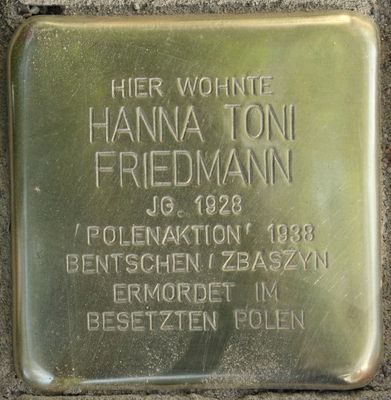 HIER WOHNTE
HANNA TONI
FRIEDMANN
JG. 1928
'POLENAKTION' 1938
BENTSCHEN / ZBASZYN
ERMORDET IM
BESETZTEN POLEN